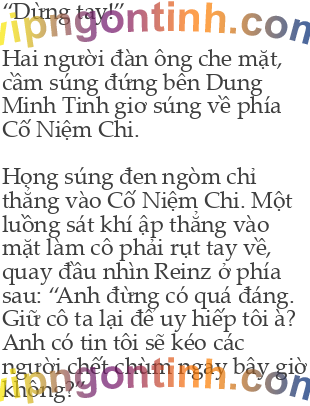 “Dừng tay!”
vipngontinh.com
Hai người đàn ông che mặt,
cầm súng đứng bên Dung
Minh Tinh giơ súng về phía
Cố Niệm Chi.
Họng súng đen ngòm chỉ
thẳng vào Cố Niệm Chi. Một
luồng sát khí ập thẳng vào
mặt làm cô phải rụt tay về,
quay đầu nhìn Reinz ở phía
sau: “Anh đừng có quá đáng.
Giữ cô ta lại để uy hiếp tôi à?
Anh có tin tôi sẽ kéo các
người chết chùm ngay bây giờ
không?”
vipngontinh.com